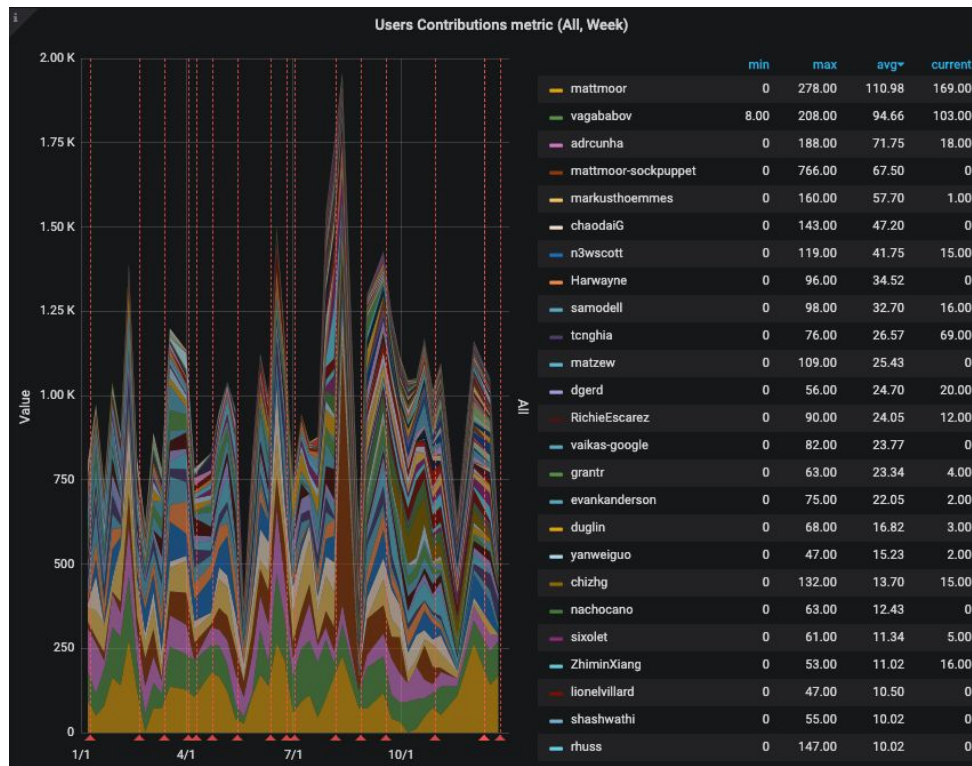 i
Users Contributions metric (All, Week)
2.00 K
1.75 K
1.50 K
1.25 K
1.00 K
750
500
250
0
Value
1/1 4/1 7/1 10/1
All
min max avg current
mattmoor 0 278.00 110.98 169.00
vagababov 8.00 208.00 94.66 103.00
adrcunha 0 188.00 71.75 18.00
mattmoor-sockpuppet 0 766.00 67.50 0
markusthoemmes 0 160.00 57.70 1.00
chaodaiG 0 143.00 47.20 0
n3wscott 0 119.00 41.75 15.00
Harwayne 0 96.00 34.52 0
samodell 0 98.00 32.70 16.00
tcnghia 0 76.00 26.57 69.00
matzew 0 109.00 25.43 0
dgerd 0 56.00 24.70 20.00
RichieEscarez 0 90.00 24.05 12.00
vaikas-google 0 82.00 23.77 0
grantr 0 63.00 23.34 4.00
evankanderson 0 75.00 22.05 2.00
duglin 0 68.00 16.82 3.00
yanweiguo 0 47.00 15.23 2.00
chizhg 0 132.00 13.70 15.00
nachocano 0 63.00 12.43 0
sixolet 0 61.00 11.34 5.00
ZhiminXiang 0 53.00 11.02 16.00
lionelvillard 0 47.00 10.50 0
shashwathi 0 55.00 10.02 0
rhuss 0 147.00 10.02 0